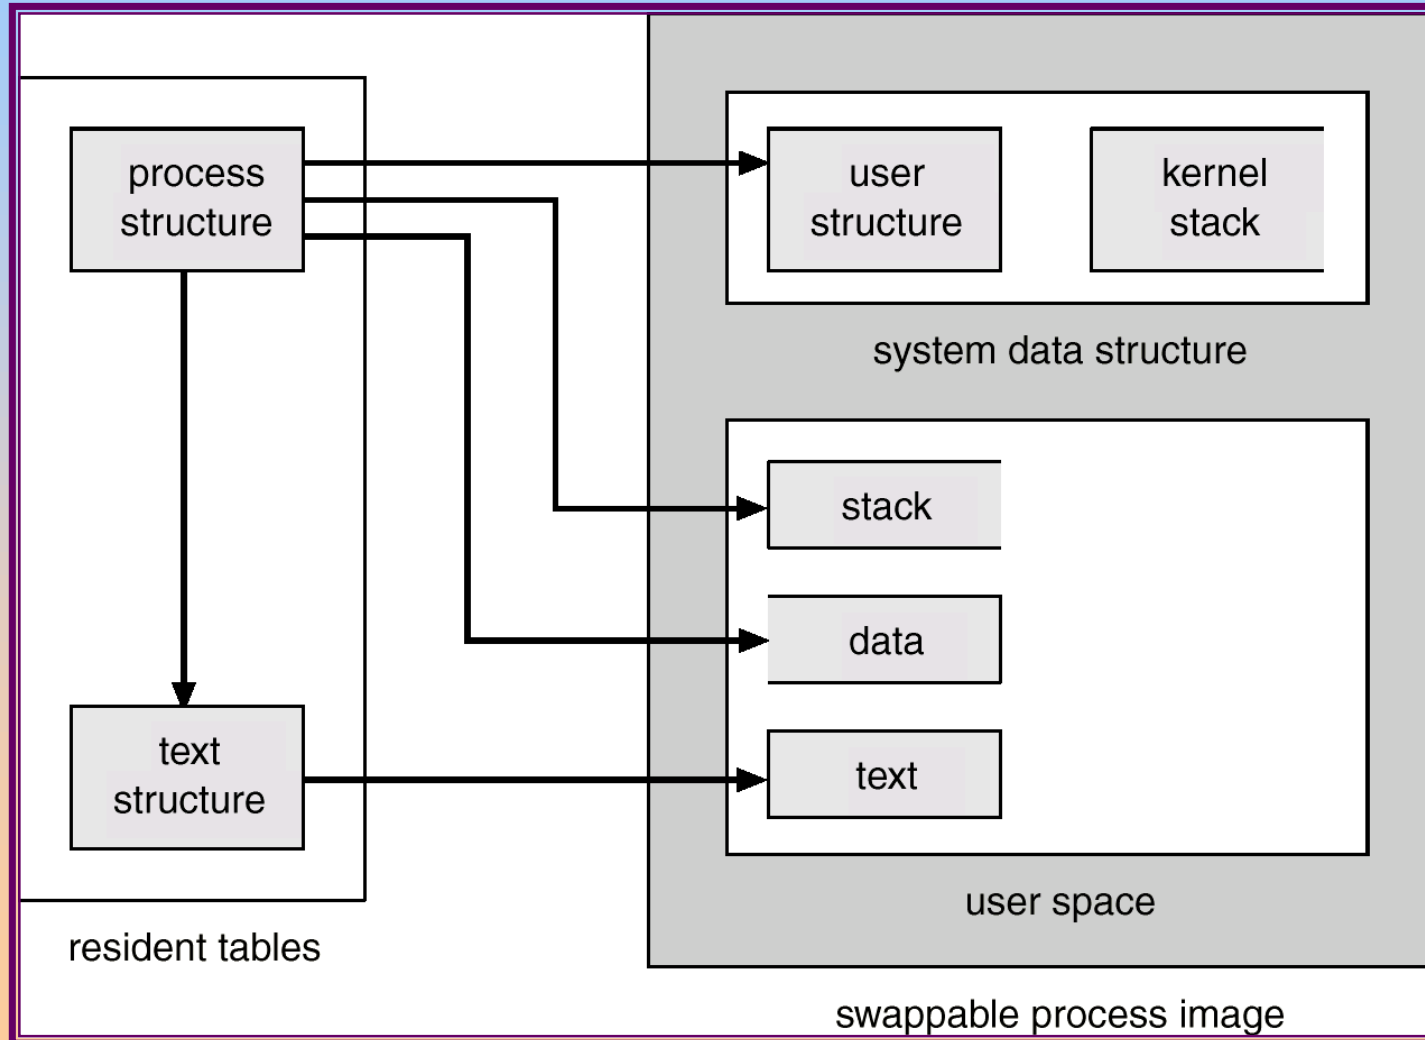 process
structure
user
structure
kernel
stack
system data structure
stack
data
text
structure
text
user space
resident tables
swappable process image